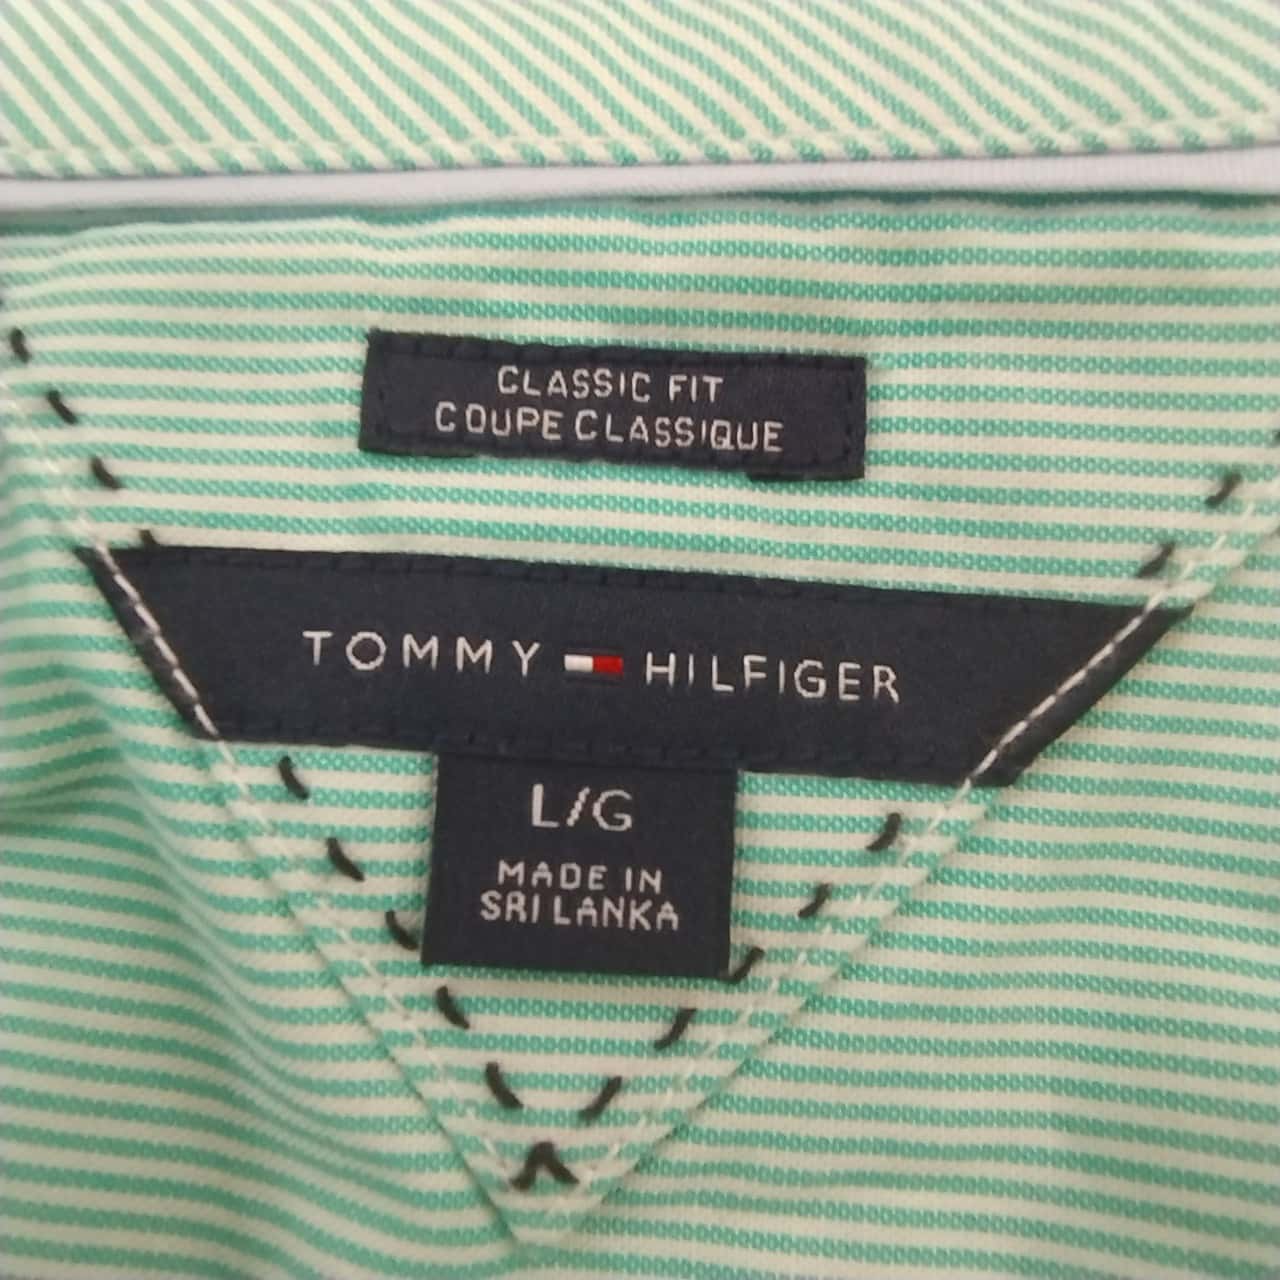 CLASSIC FIT
COUPE CLASSIQUE
TOMMY HILFIGER
L/G
MADE IN
SRI LANKA